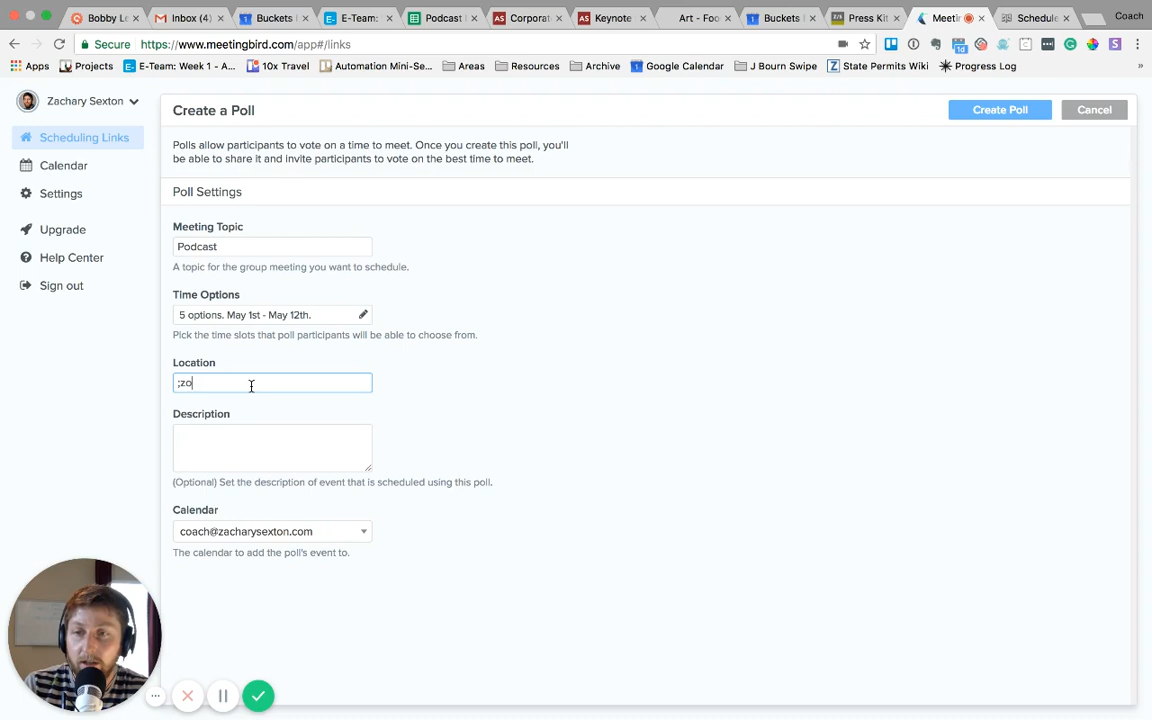 Bobby L
Inbox (4)
Buckets
E-Team:
Podcast
Corporat
Keynote
Art - Foo
Buckets
Press Kit
Meetin
Schedule
Coach
Secure
https://www.meetingbird.com/app#/links
Apps
Projects
E-Team: Week 1 - A...
10x Travel
Automation Mini-Se...
Areas
Resources
Archive
Google Calendar
J Bourn Swipe
State Permits Wiki
Progress Log
»
Zachary Sexton
Create a Poll
Create Poll
Cancel
Scheduling Links
Calendar
Settings
Upgrade
Help Center
Sign out
Polls allow participants to vote on a time to meet. Once you create this poll, you'll
be able to share it and invite participants to vote on the best time to meet.
Poll Settings
Meeting Topic
Podcast
A topic for the group meeting you want to schedule.
Time Options
5 options. May 1st - May 12th.
Pick the time slots that poll participants will be able to choose from.
Location
;zo
Description
(Optional) Set the description of event that is scheduled using this poll.
Calendar
coach@zacharysexton.com
The calendar to add the poll's event to.